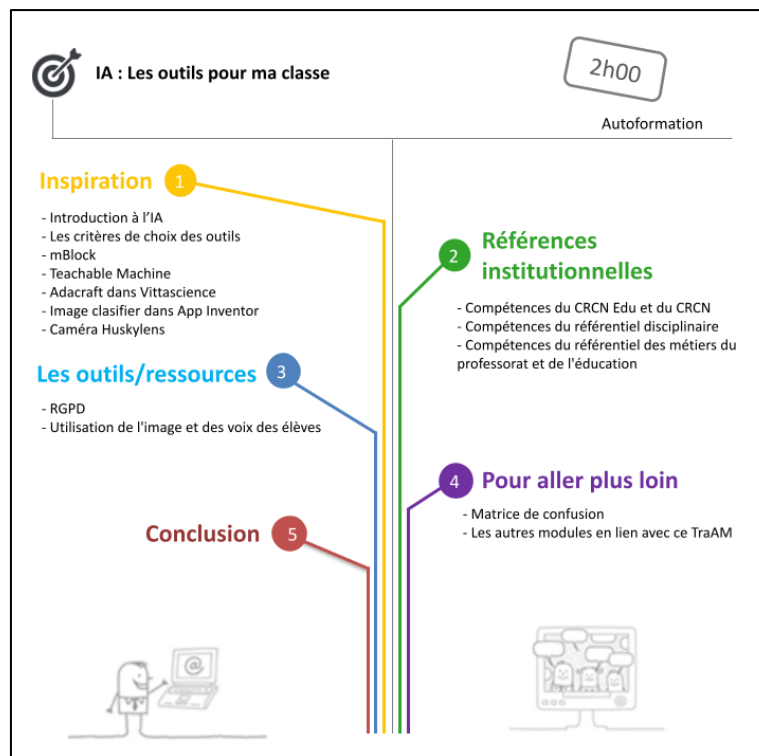 IA : Les outils pour ma classe
2h00
Autoformation
Inspiration 1
- Introduction à l'IA
- Les critères de choix des outils
- mBlock
- Teachable Machine
- Adacraft dans Vittascience
- Image clasifier dans App Inventor
- Caméra Huskylens
2 Références
institutionnelles
- Compétences du CRCN Edu et du CRCN
- Compétences du référentiel disciplinaire
- Compétences du référentiel des métiers du
professorat et de l'éducation
Les outils/ressources 3
- RGPD
- Utilisation de l'image et des voix des élèves
4 Pour aller plus loin
- Matrice de confusion
- Les autres modules en lien avec ce TraAM
Conclusion 5
@